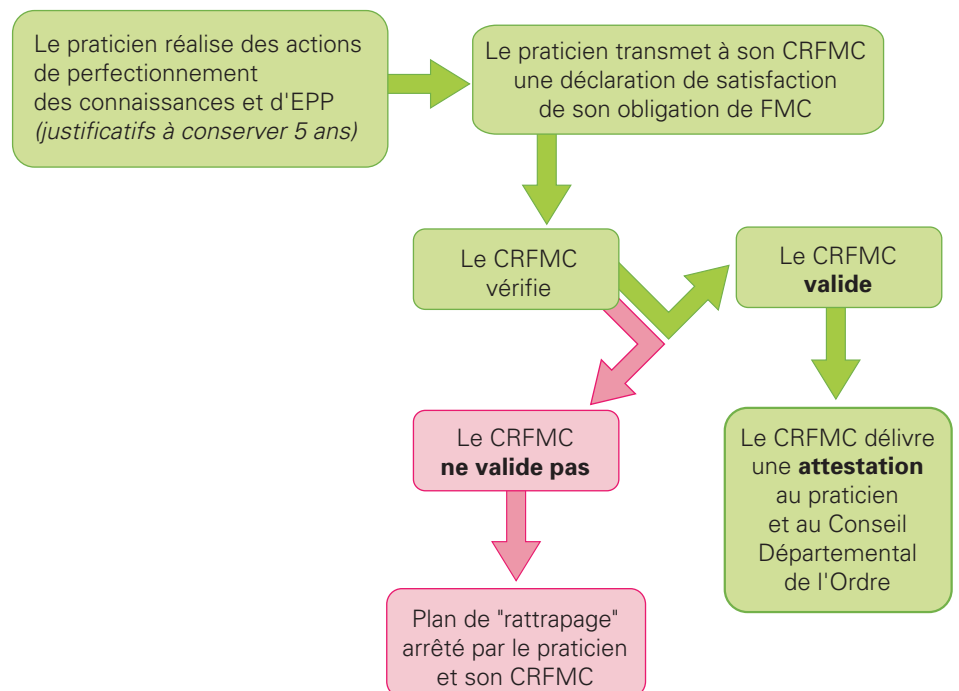 Le praticien réalise des actions
de perfectionnement
des connaissances et d'EPP
(justificatifs à conserver 5 ans)
Le praticien transmet à son CRFMC
une déclaration de satisfaction
de son obligation de FMC
Le CRFMC
vérifie
Le CRFMC
valide
Le CRFMC
ne valide pas
Le CRFMC délivre
une attestation
au praticien
et au Conseil
Départemental
de l'Ordre
Plan de "rattrapage"
arrêté par le praticien
et son CRFMC